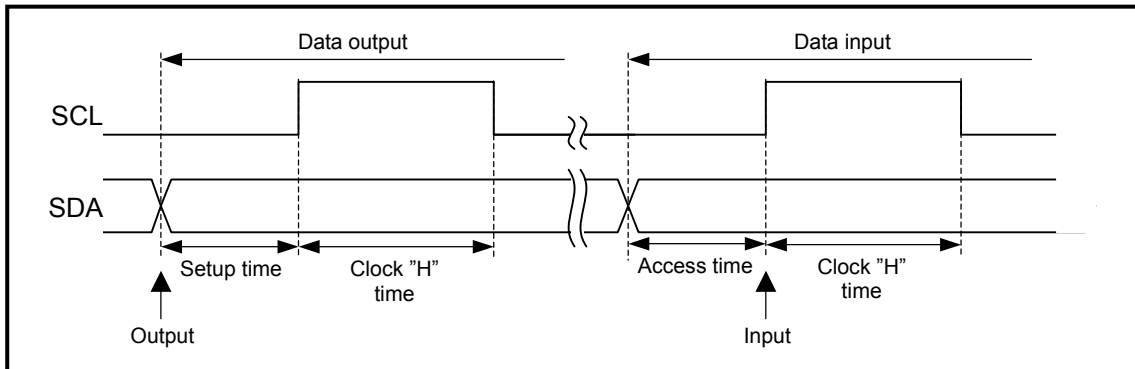 Data output
Data input
SCL
SDA
Setup time
Clock ”H”
time
Access time
Clock ”H”
time
Output
Input